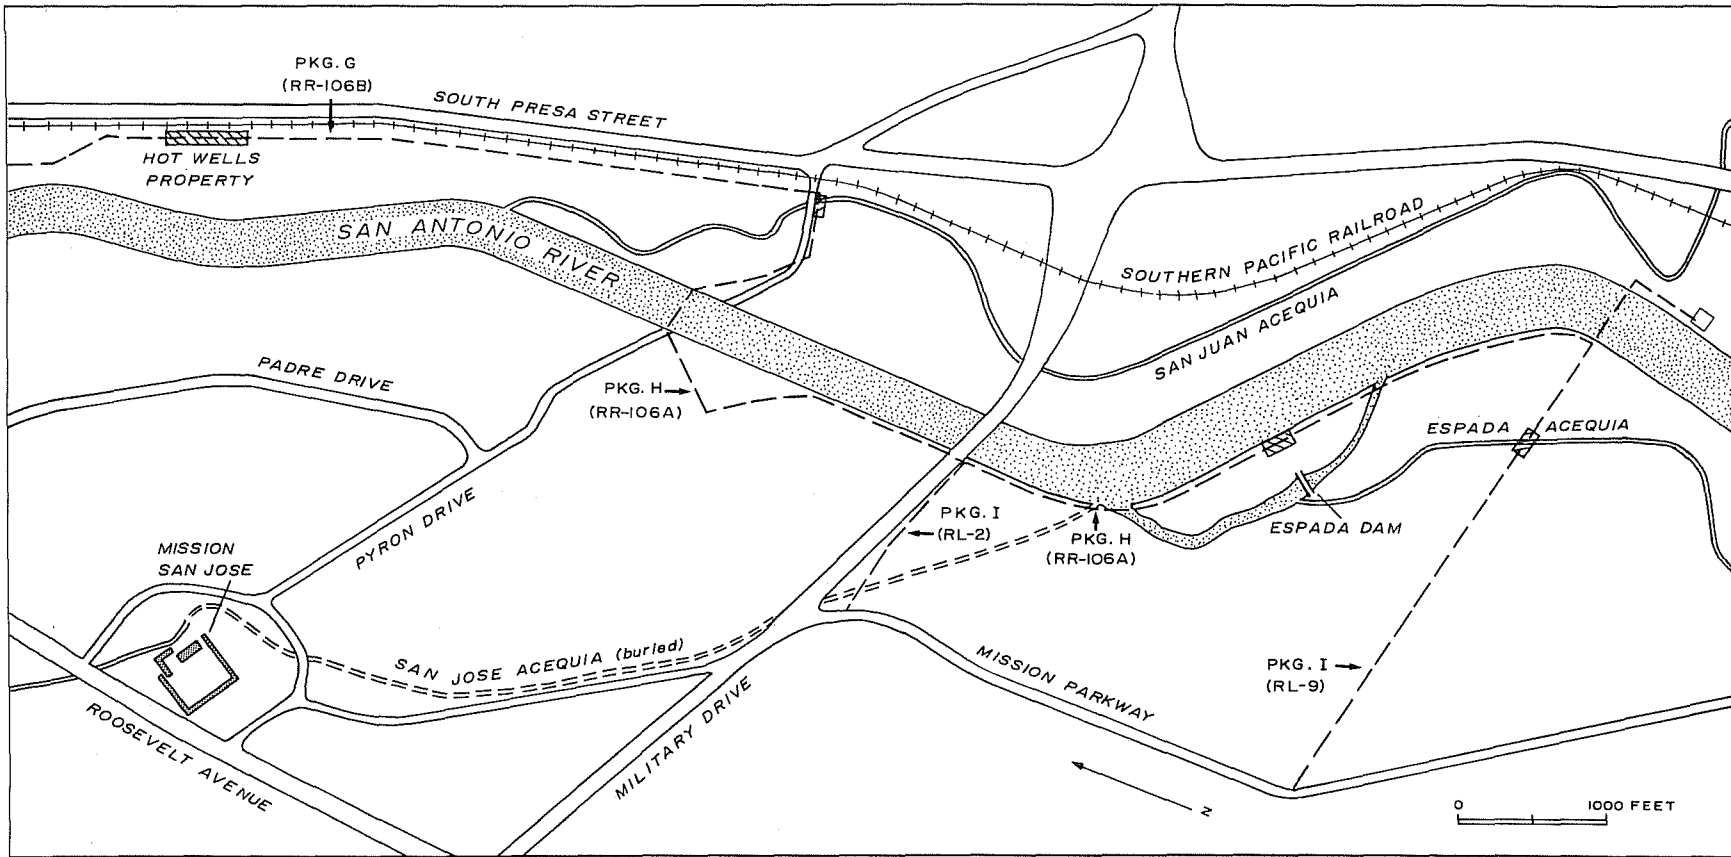 PKG. G
(RR-106B)
SOUTH PRESA STREET
HOT WELLS
PROPERTY
SAN ANTONIO RIVER
SOUTHERN PACIFIC RAILROAD
SAN JUAN ACEQUIA
PADRE DRIVE
PKG. H
(RR-106A)
ESPADA ACEQUIA
PYRON DRIVE
PKG. I
(RL-2)
PKG. H
(RR-106A)
ESPADA DAM
MISSION
SAN JOSE
SAN JOSE ACEQUIA (buried)
MISSION PARKWAY
PKG. I
(RL-9)
ROOSEVELT AVENUE
MILITARY DRIVE
N
0 1000 FEET